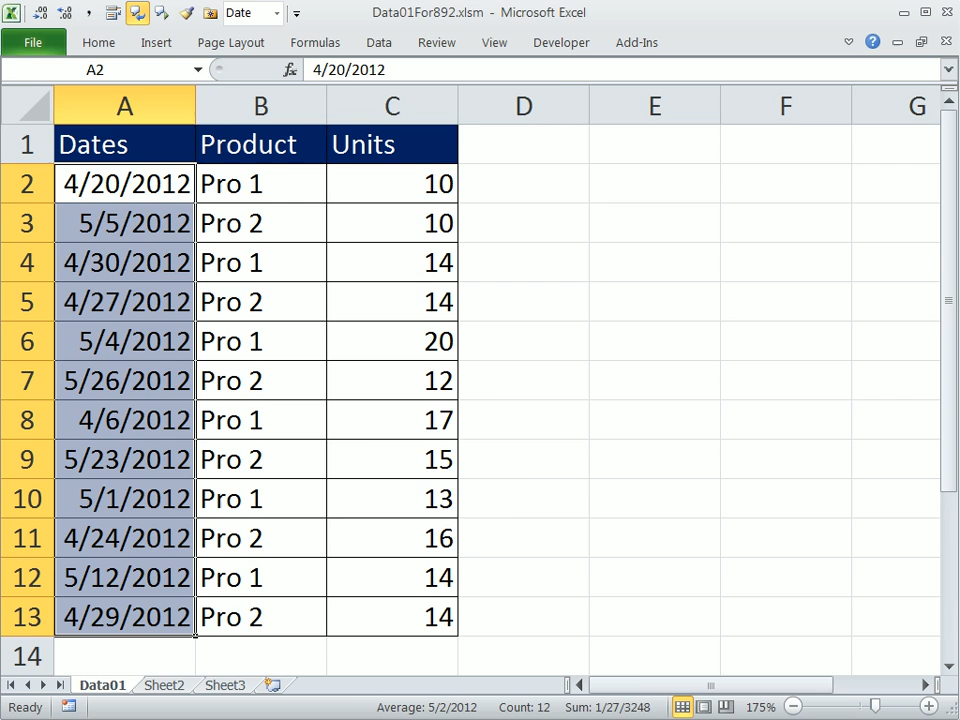 Date
Data01For892.xlsm - Microsoft Excel
File Home Insert Page Layout Formulas Data Review View Developer Add-Ins
A2 fx 4/20/2012
A B C D E F G
1 Dates Product Units
2 4/20/2012 Pro 1 10
3 5/5/2012 Pro 2 10
4 4/30/2012 Pro 1 14
5 4/27/2012 Pro 2 14
6 5/4/2012 Pro 1 20
7 5/26/2012 Pro 2 12
8 4/6/2012 Pro 1 17
9 5/23/2012 Pro 2 15
10 5/1/2012 Pro 1 13
11 4/24/2012 Pro 2 16
12 5/12/2012 Pro 1 14
13 4/29/2012 Pro 2 14
14
Data01 Sheet2 Sheet3
Ready Average: 5/2/2012 Count: 12 Sum: 1/27/3248 175%